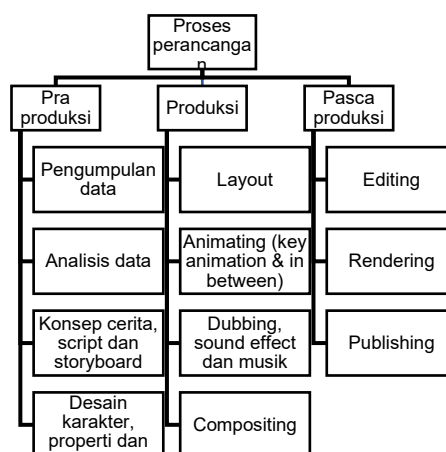 Proses
perancanga
n
Pra
produksi
Produksi
Pasca
produksi
Pengumpulan
data
Layout
Editing
Analisis data
Animating (key
animation & in
between)
Rendering
Konsep cerita,
script dan
storyboard
Dubbing,
sound effect
dan musik
Publishing
Desain
karakter,
properti dan
Compositing